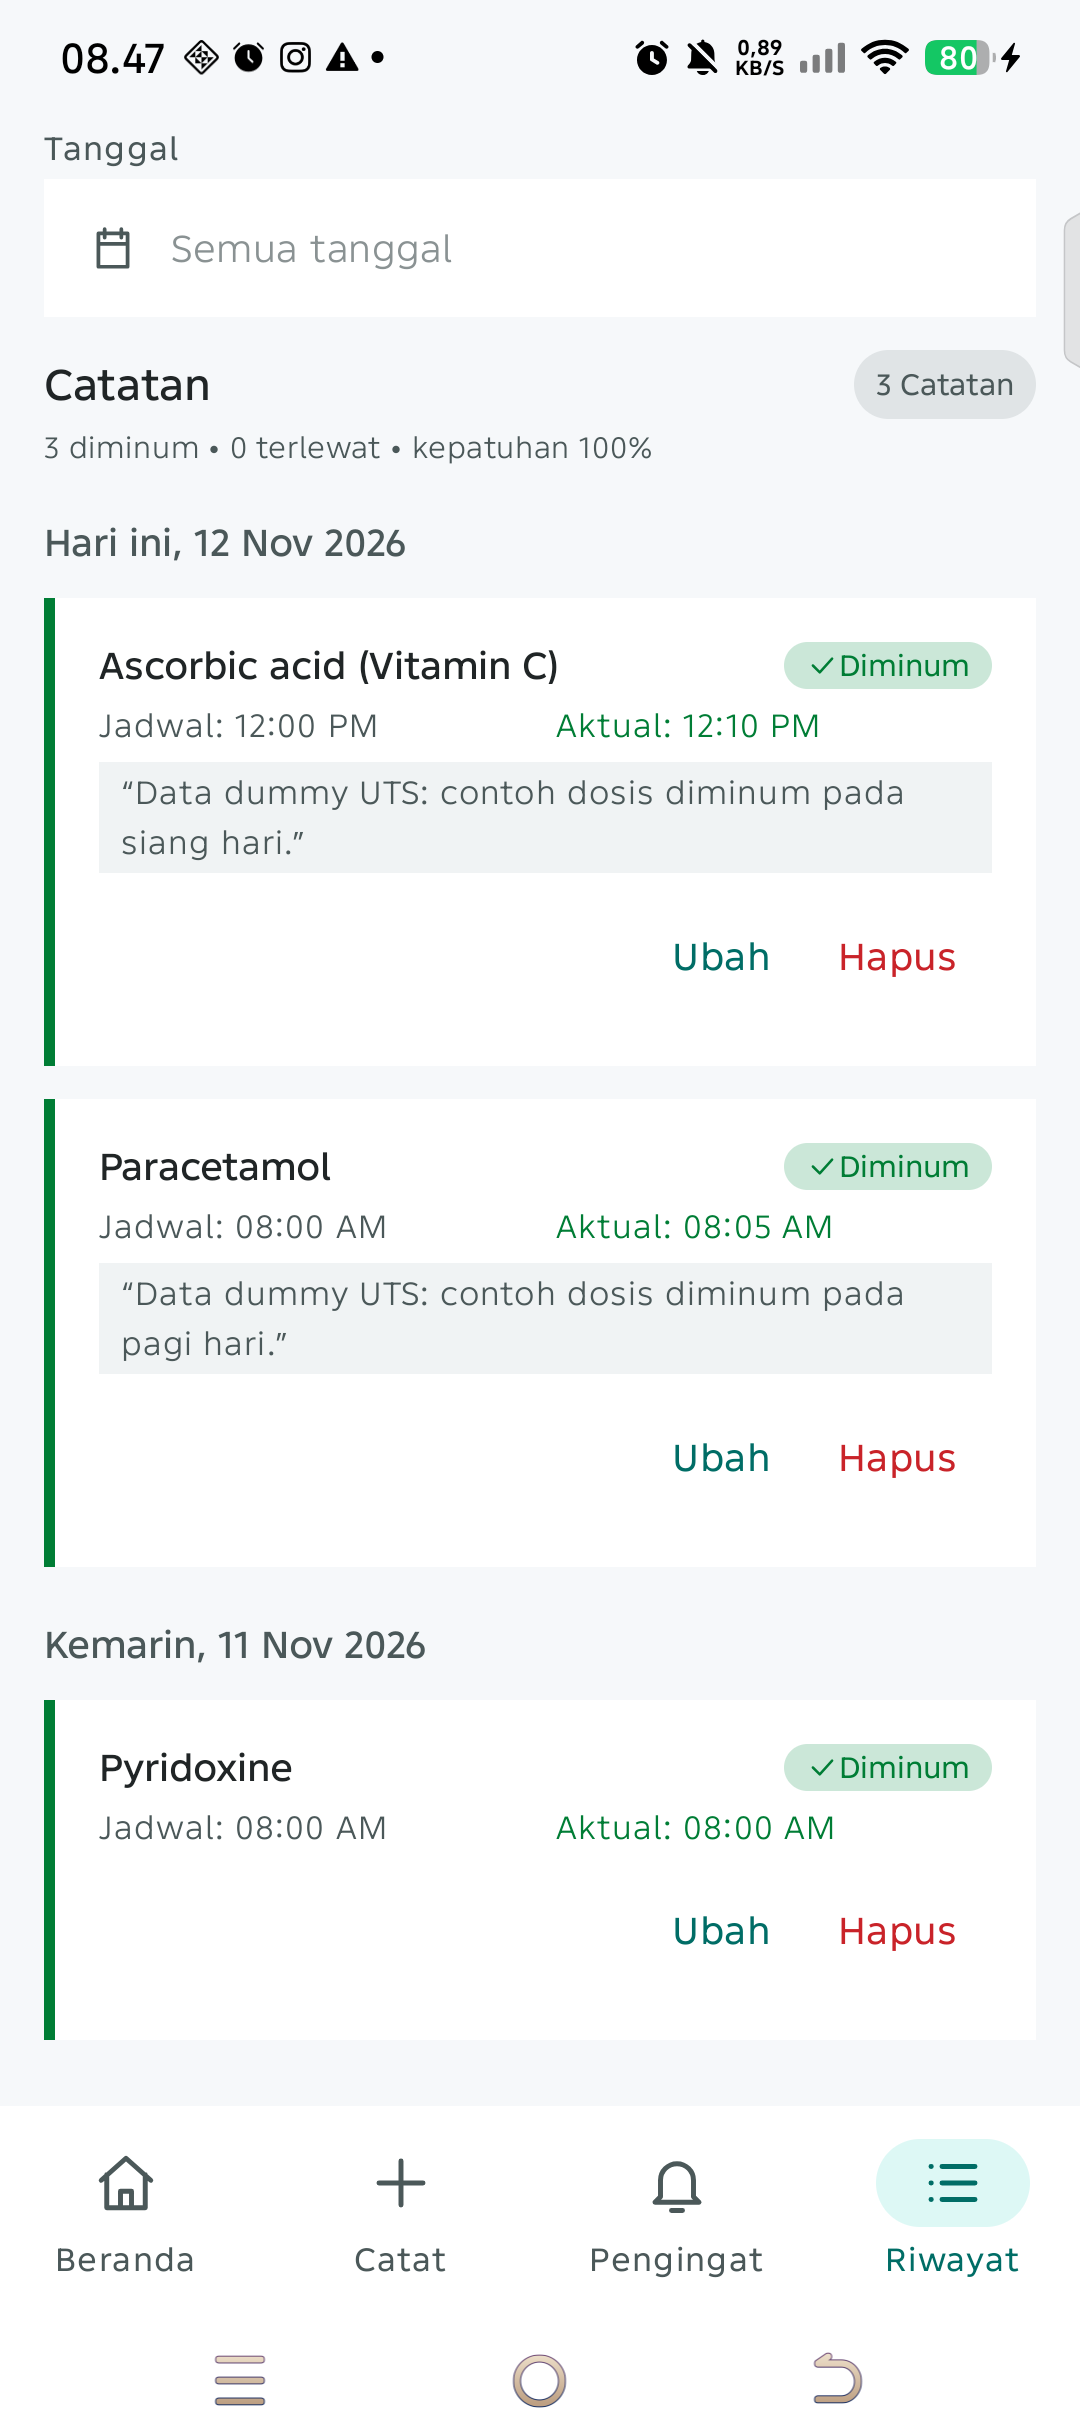 08.47
0,89
KB/S
80
Tanggal
Semua tanggal
Catatan
3 Catatan
3 diminum • 0 terlewat • kepatuhan 100%
Hari ini, 12 Nov 2026
Ascorbic acid (Vitamin C)
Diminum
Jadwal: 12:00 PM
Aktual: 12:10 PM
“Data dummy UTS: contoh dosis diminum pada
siang hari.”
Ubah
Hapus
Paracetamol
Diminum
Jadwal: 08:00 AM
Aktual: 08:05 AM
“Data dummy UTS: contoh dosis diminum pada
pagi hari.”
Ubah
Hapus
Kemarin, 11 Nov 2026
Pyridoxine
Diminum
Jadwal: 08:00 AM
Aktual: 08:00 AM
Ubah
Hapus
Beranda
Catat
Pengingat
Riwayat